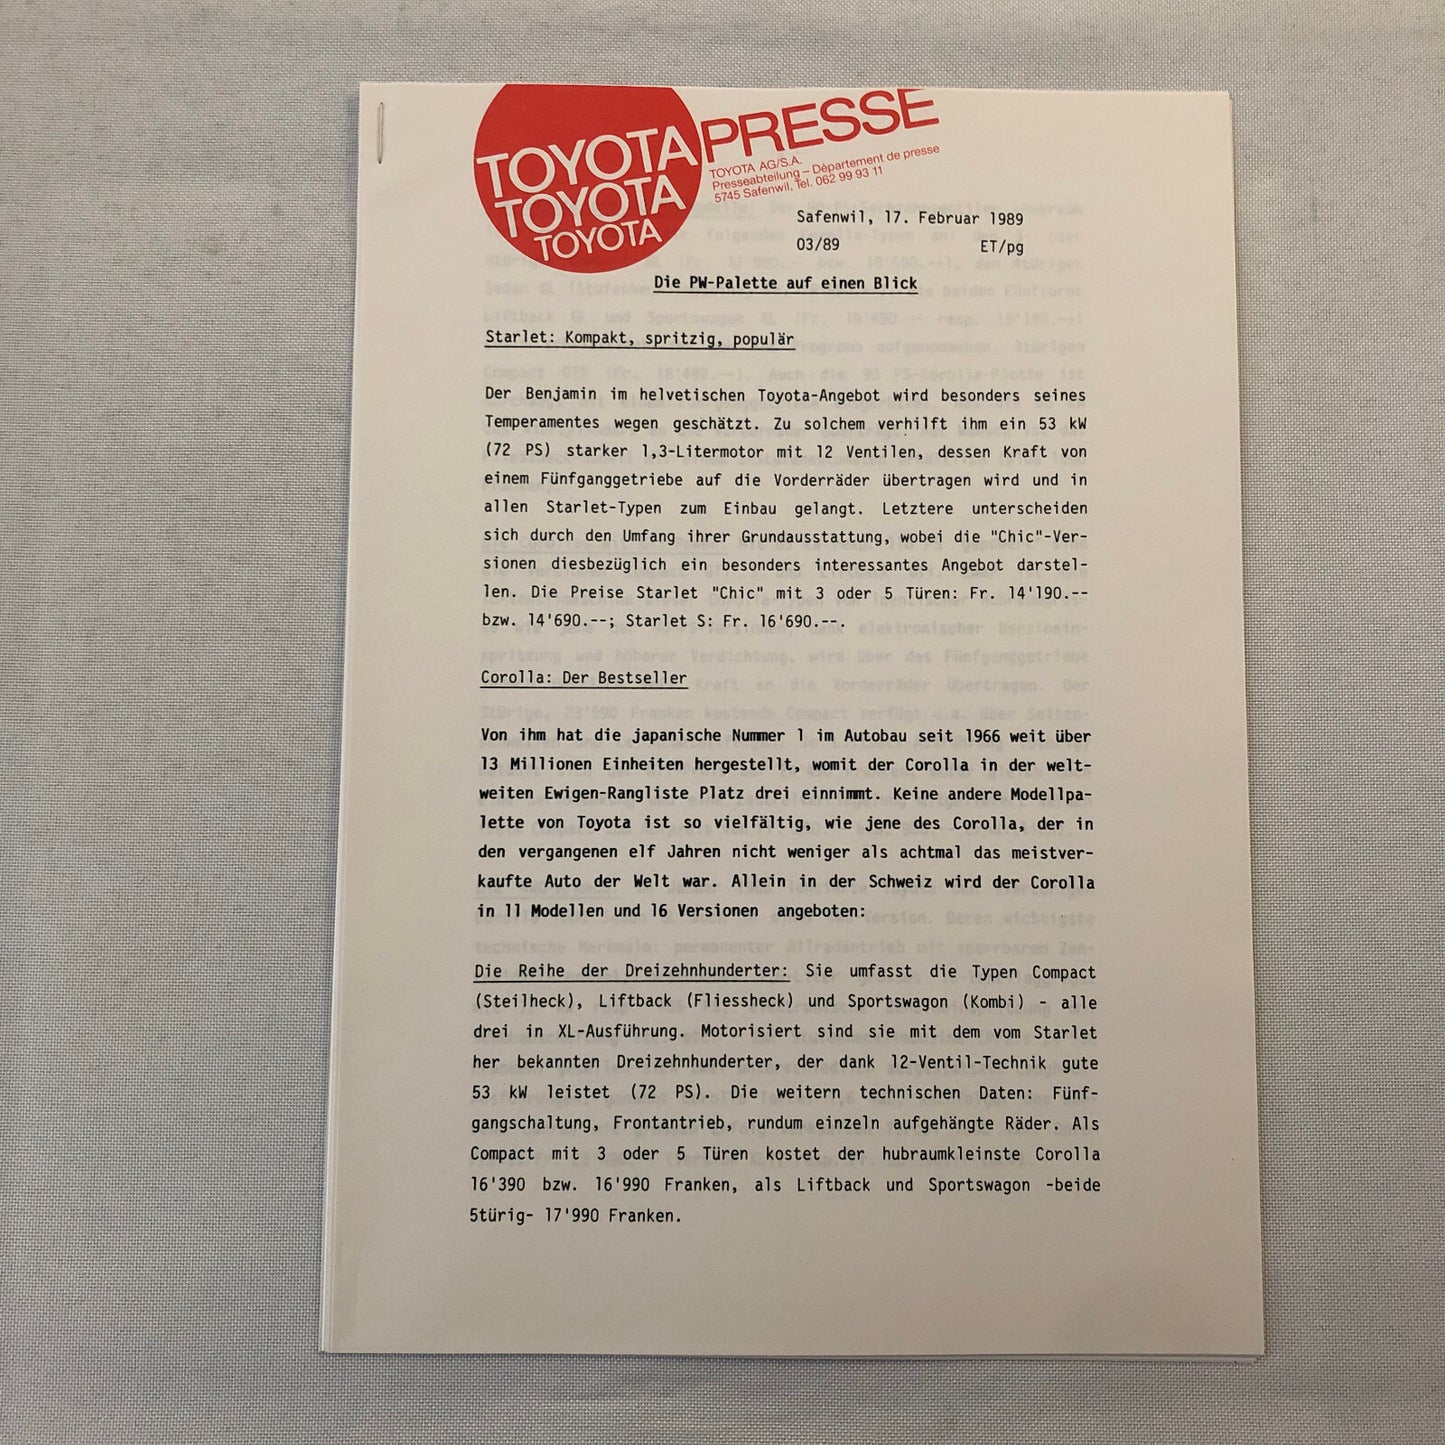 TOYOTA
TOYOTA
TOYOTA
PRESSE
TOYOTA AG/S.A.
Presseabteilung – Département de presse
5745 Safenwil, Tel. 062 99 93 11
Safenwil, 17. Februar 1989
03/89 ET/pg
Die PW-Palette auf einen Blick
Starlet: Kompakt, spritzig, populär
Der Benjamin im helvetischen Toyota-Angebot wird besonders seines
Temperamentes wegen geschätzt. Zu solchem verhilft ihm ein 53 kW
(72 PS) starker 1,3-Litermotor mit 12 Ventilen, dessen Kraft von
einem Fünfganggetriebe auf die Vorderräder übertragen wird und in
allen Starlet-Typen zum Einbau gelangt. Letztere unterscheiden
sich durch den Umfang ihrer Grundausstattung, wobei die "Chic"-Ver-
sionen diesbezüglich ein besonders interessantes Angebot darstel-
len. Die Preise Starlet "Chic" mit 3 oder 5 Türen: Fr. 14'190.--
bzw. 14'690.--; Starlet S: Fr. 16'690.--.
Corolla: Der Bestseller
Von ihm hat die japanische Nummer 1 im Autobau seit 1966 weit über
13 Millionen Einheiten hergestellt, womit der Corolla in der welt-
weiten Ewigen-Rangliste Platz drei einnimmt. Keine andere Modellpa-
lette von Toyota ist so vielfältig, wie jene des Corolla, der in
den vergangenen elf Jahren nicht weniger als achtmal das meistver-
kaufte Auto der Welt war. Allein in der Schweiz wird der Corolla
in 11 Modellen und 16 Versionen angeboten:
Die Reihe der Dreizehnhunderter: Sie umfasst die Typen Compact
(Steilheck), Liftback (Fliessheck) und Sportswagon (Kombi) - alle
drei in XL-Ausführung. Motorisiert sind sie mit dem vom Starlet
her bekannten Dreizehnhunderter, der dank 12-Ventil-Technik gute
53 kW leistet (72 PS). Die weitern technischen Daten: Fünf-
gangschaltung, Frontantrieb, rundum einzeln aufgehängte Räder. Als
Compact mit 3 oder 5 Türen kostet der hubraumkleinste Corolla
16'390 bzw. 16'990 Franken, als Liftback und Sportswagon -beide
5türig- 17'990 Franken.